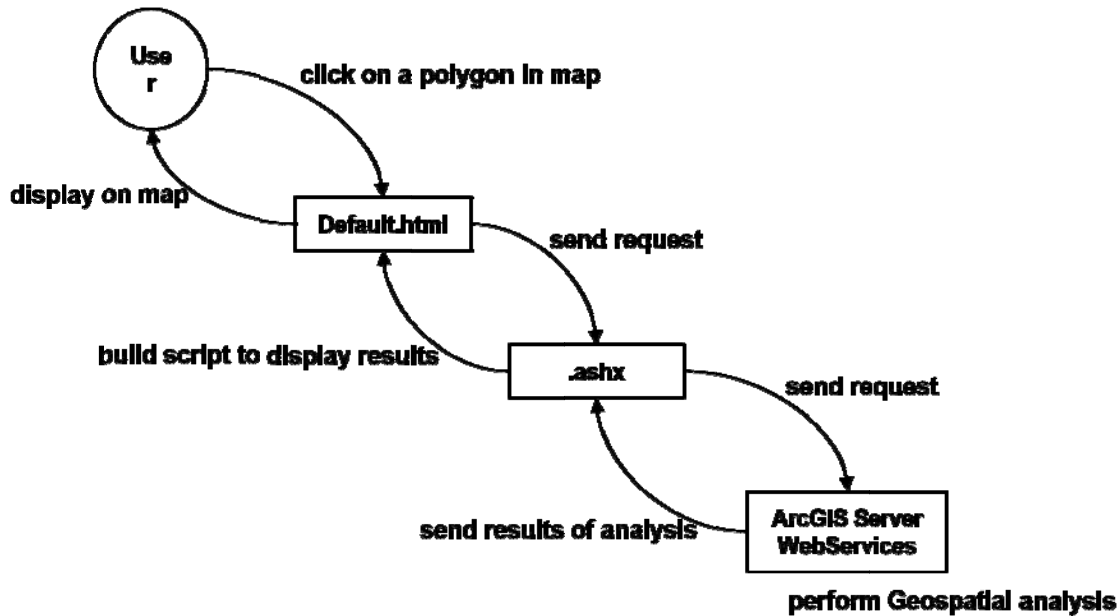 Use
r
click on a polygon in map
display on map
Default.html
send request
build script to display results
.ashx
send request
send results of analysis
ArcGIS Server
WebServices
perform Geospatial analysis